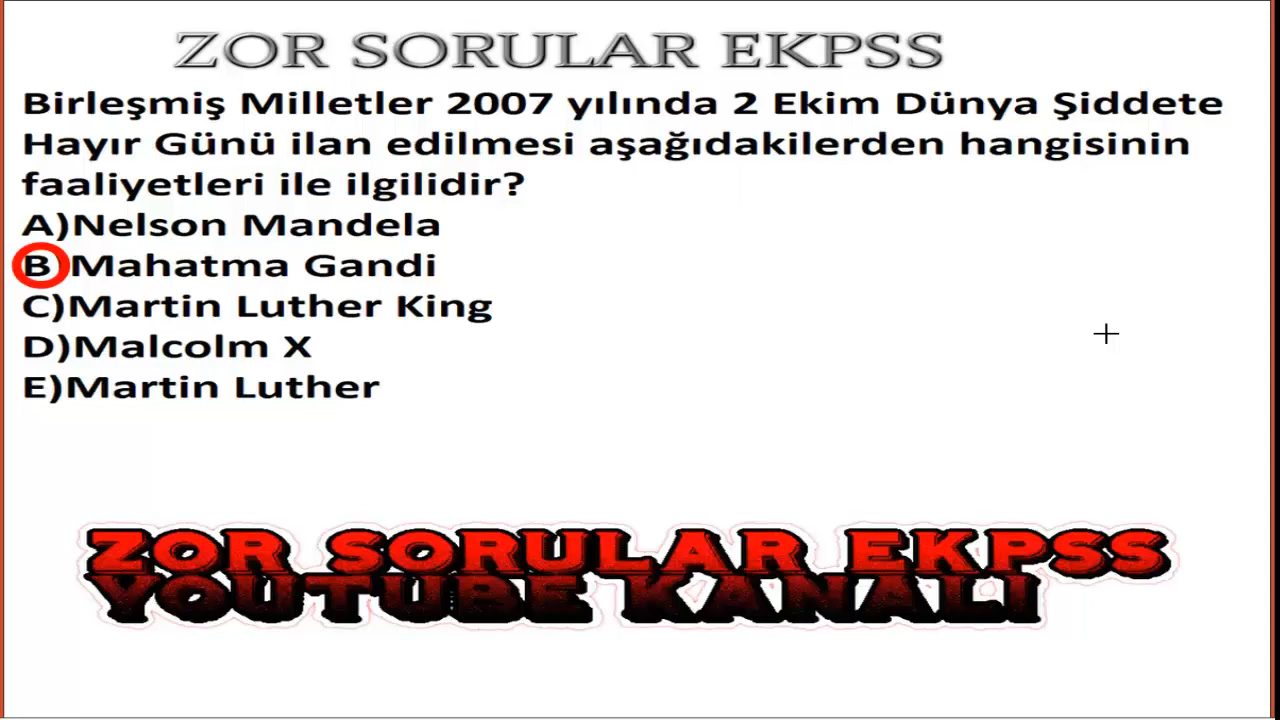 ZOR SORULAR EKPSS
Birleşmiş Milletler 2007 yılında 2 Ekim Dünya Şiddete
Hayır Günü ilan edilmesi aşağıdakilerden hangisinin
faaliyetleri ile ilgilidir?
A)Nelson Mandela
B)Mahatma Gandi
C)Martin Luther King
D)Malcolm X
E)Martin Luther
ZOR SORULAR EKPSS
YOUTUBE KANALI